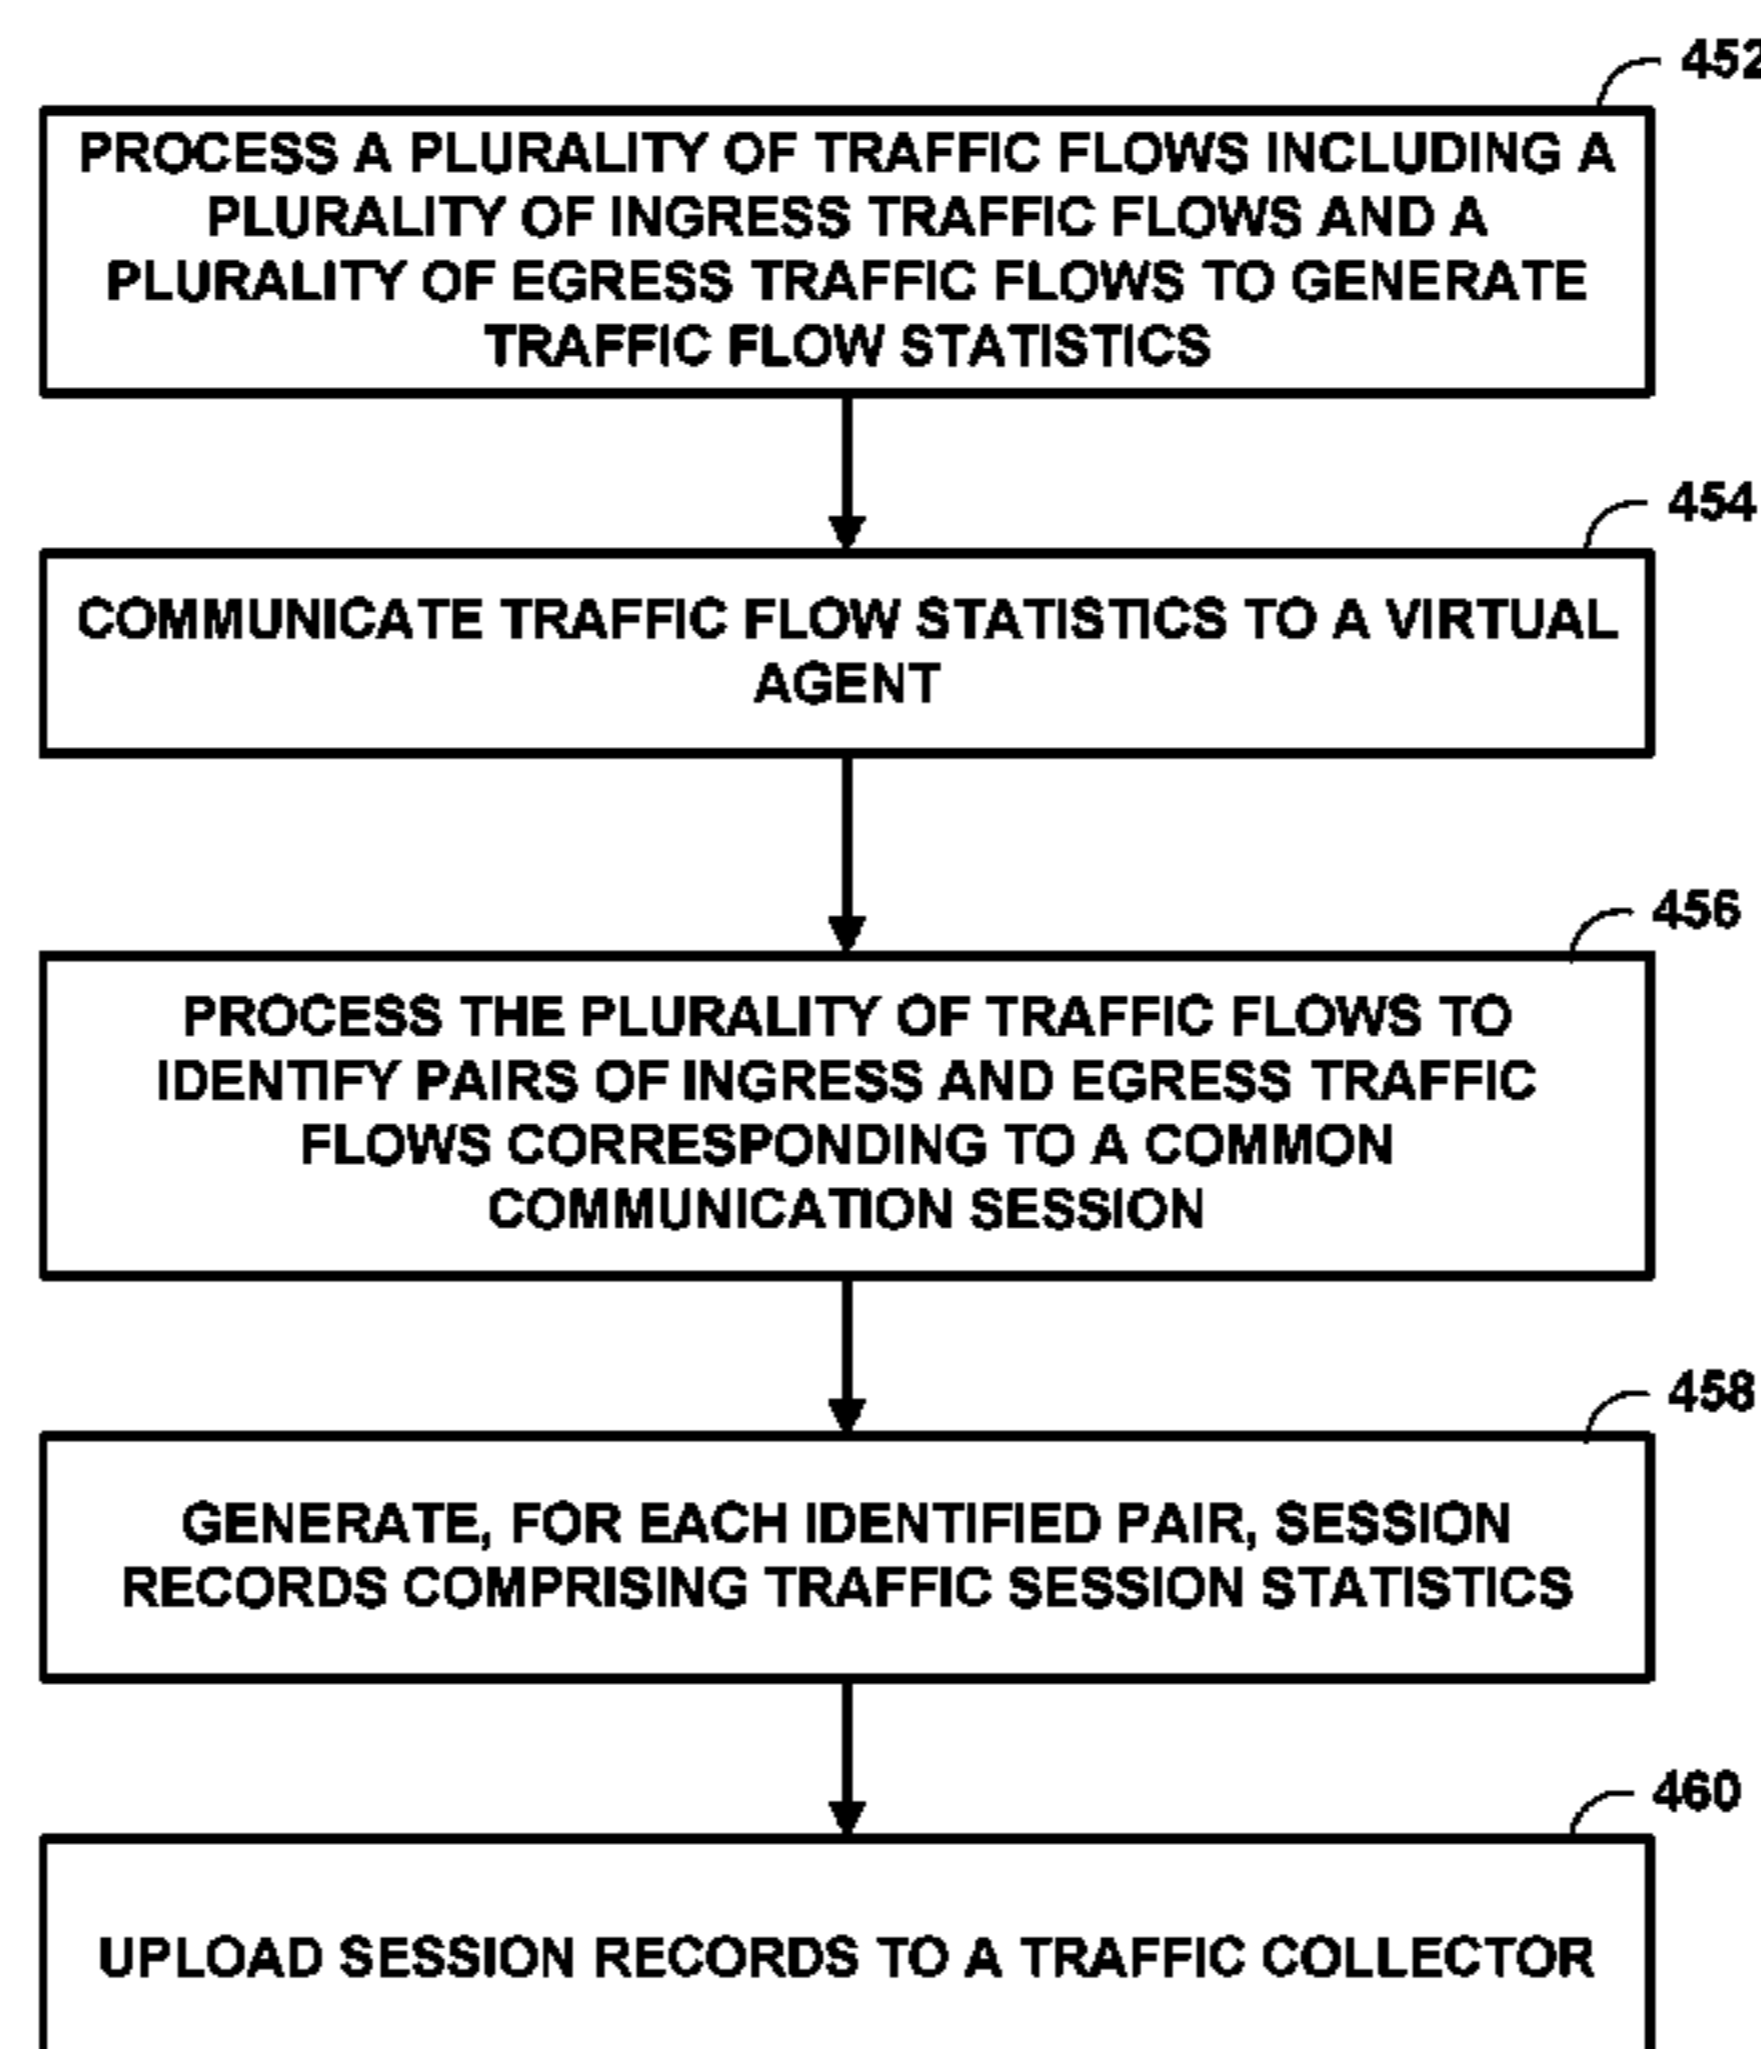 452
PROCESS A PLURALITY OF TRAFFIC FLOWS INCLUDING A
PLURALITY OF INGRESS TRAFFIC FLOWS AND A
PLURALITY OF EGRESS TRAFFIC FLOWS TO GENERATE
TRAFFIC FLOW STATISTICS
454
COMMUNICATE TRAFFIC FLOW STATISTICS TO A VIRTUAL
AGENT
456
PROCESS THE PLURALITY OF TRAFFIC FLOWS TO
IDENTIFY PAIRS OF INGRESS AND EGRESS TRAFFIC
FLOWS CORRESPONDING TO A COMMON
COMMUNICATION SESSION
458
GENERATE, FOR EACH IDENTIFIED PAIR, SESSION
RECORDS COMPRISING TRAFFIC SESSION STATISTICS
460
UPLOAD SESSION RECORDS TO A TRAFFIC COLLECTOR